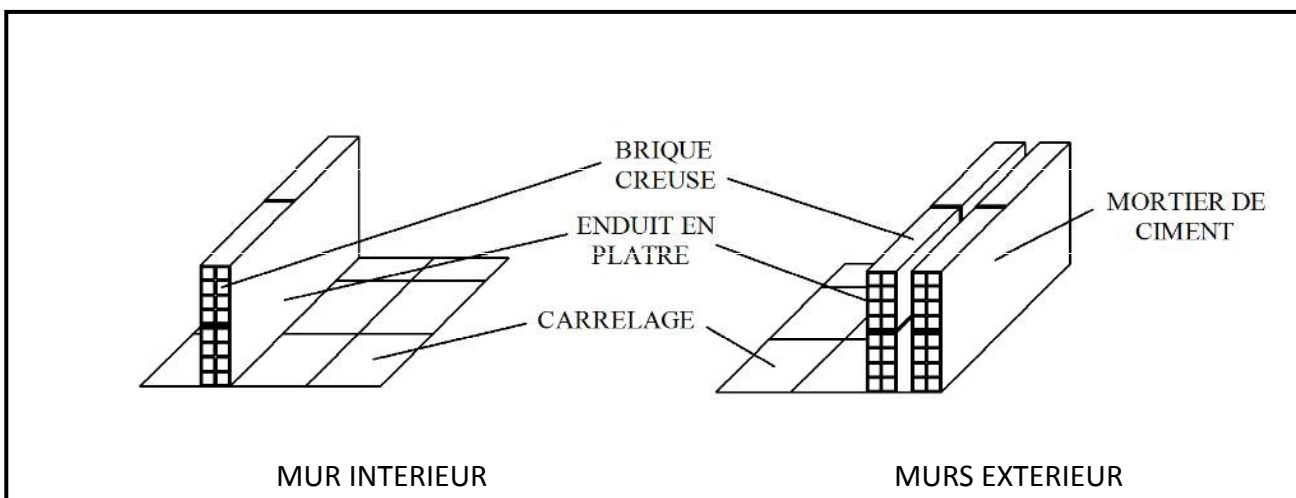 BRIQUE
CREUSE
ENDUIT EN
PLATRE
CARRELAGE
MORTIER DE
CIMENT
MUR INTERIEUR
MURS EXTERIEUR